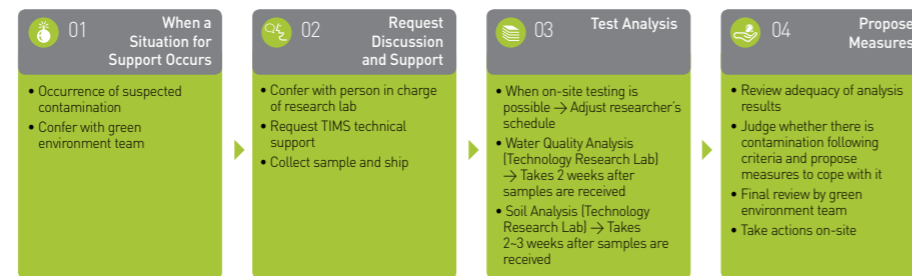 01
When a
Situation for
Support Occurs
• Occurrence of suspected
contamination
• Confer with green
environment team
02
Request
Discussion
and Support
• Confer with person in charge
of research lab
• Request TIMS technical
support
• Collect sample and ship
03
Test Analysis
• When on-site testing is
possible → Adjust researcher's
schedule
• Water Quality Analysis
(Technology Research Lab)
→ Takes 2 weeks after
samples are received
• Soil Analysis (Technology
Research Lab) → Takes
2~3 weeks after samples are
received
04
Propose
Measures
• Review adequacy of analysis
results
• Judge whether there is
contamination following
criteria and propose
measures to cope with it
• Final review by green
environment team
• Take actions on-site